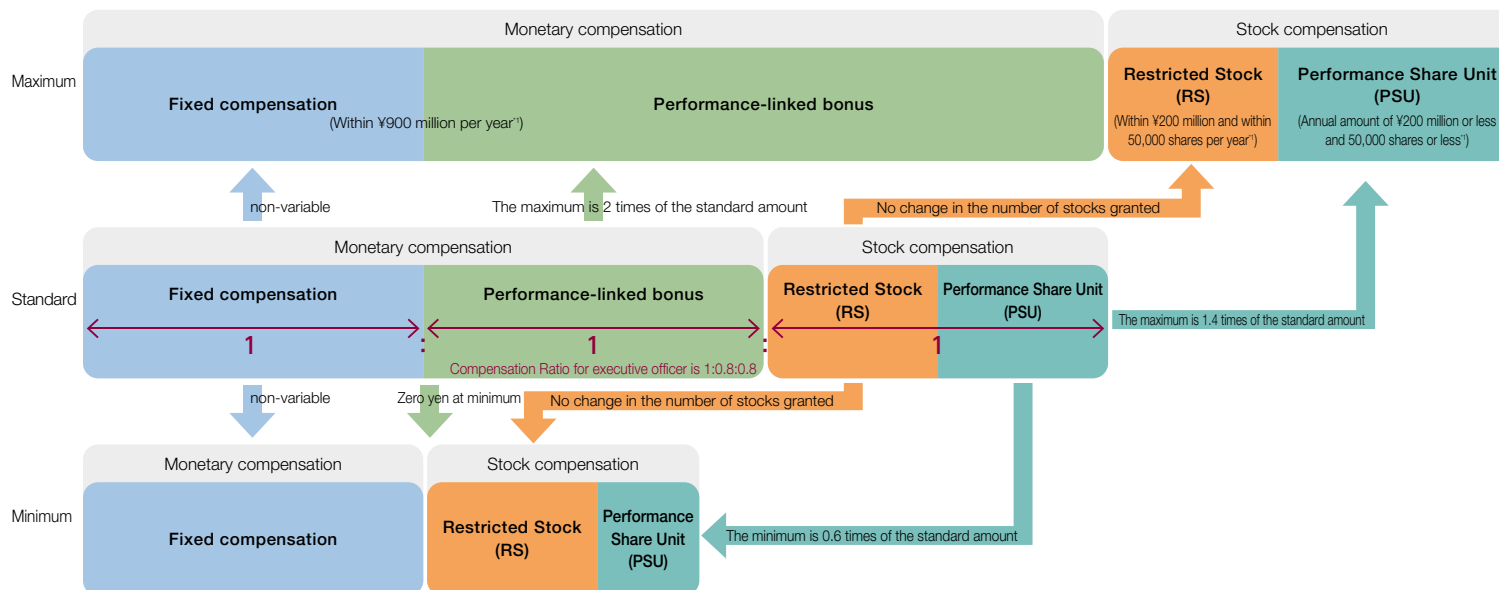 Monetary compensation
Stock compensation
Maximum
Fixed compensation
Performance-linked bonus
(Within ¥900 million per year*1)
Restricted Stock
(RS)
(Within ¥200 million and within
50,000 shares per year*1)
Performance Share Unit
(PSU)
(Annual amount of ¥200 million or less
and 50,000 shares or less*1)
non-variable
The maximum is 2 times of the standard amount
No change in the number of stocks granted
Monetary compensation
Stock compensation
Standard
Fixed compensation
Performance-linked bonus
Restricted Stock
(RS)
Performance Share Unit
(PSU)
The maximum is 1.4 times of the standard amount
1 : 1 : 1
Compensation Ratio for executive officer is 1:0.8:0.8
non-variable
Zero yen at minimum
No change in the number of stocks granted
Monetary compensation
Stock compensation
Minimum
Fixed compensation
Restricted Stock
(RS)
Performance
Share Unit
(PSU)
The minimum is 0.6 times of the standard amount